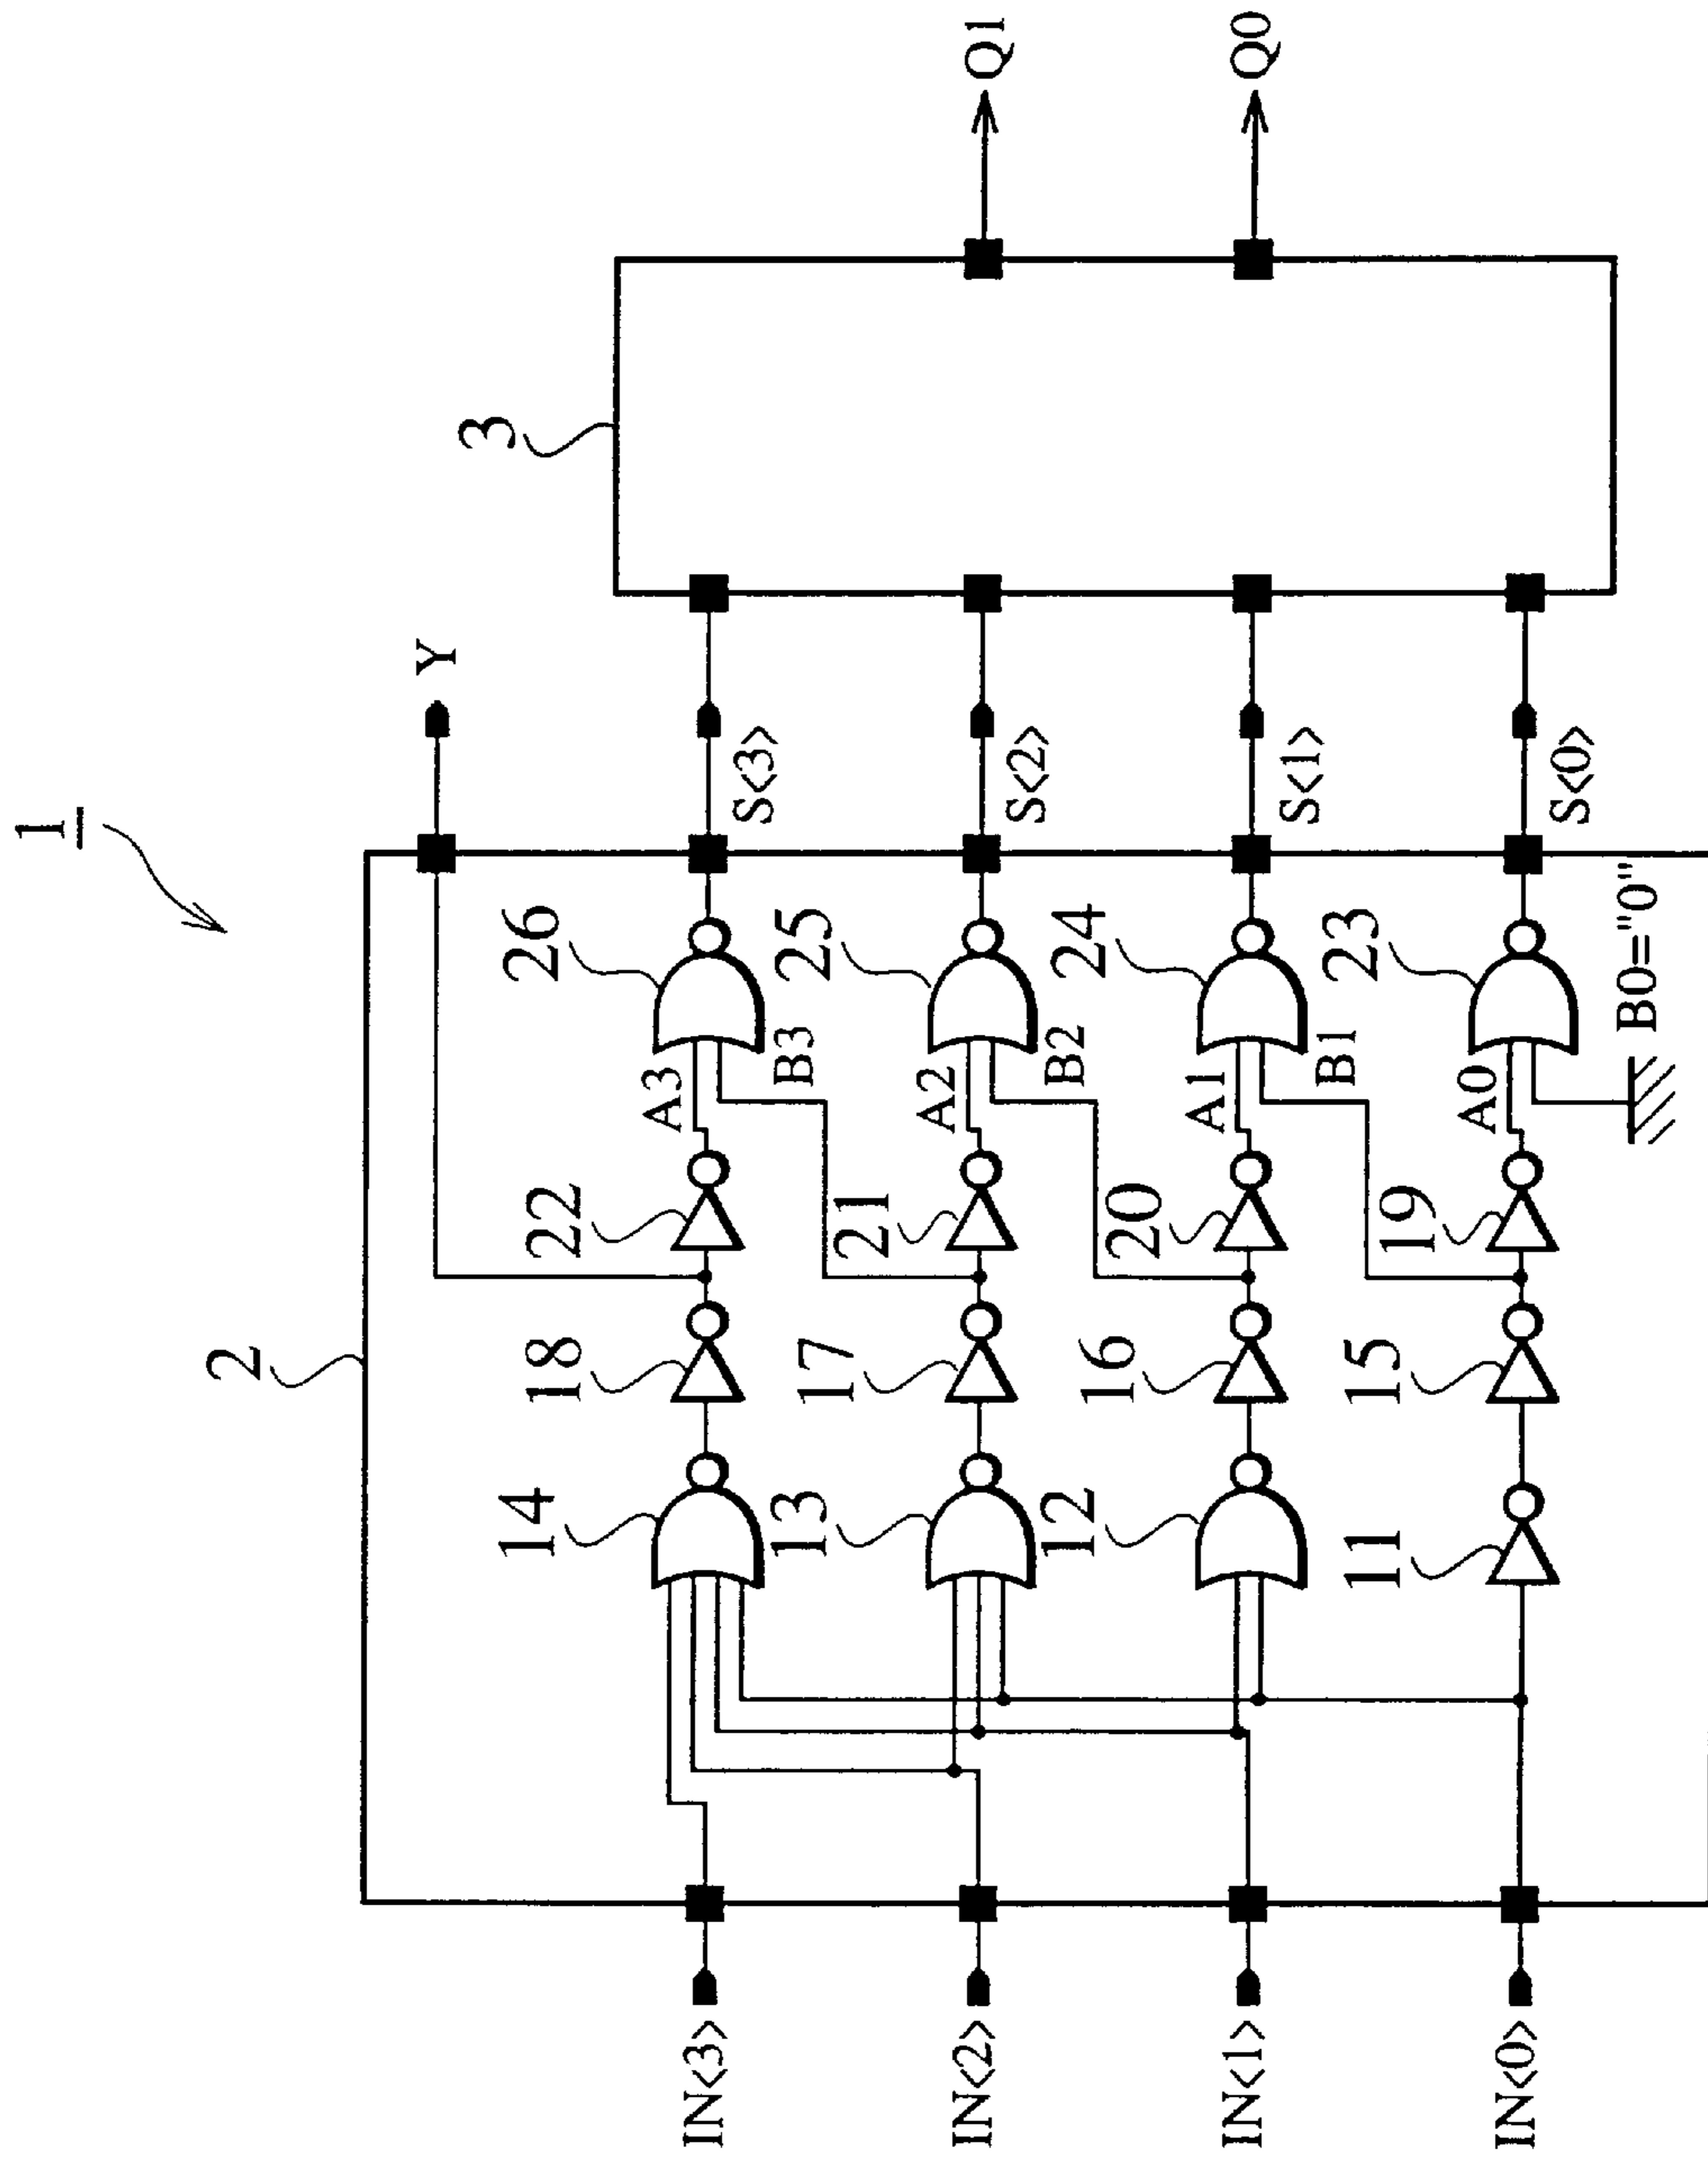 1
2
3
Y
14
18
22
26
A3
B3
S<3>
IN<3>
13
17
21
25
A2
B2
S<2>
IN<2>
Q1
12
16
20
24
A1
B1
S<1>
IN<1>
Q0
11
15
19
23
A0
B0="0"
S<0>
IN<0>